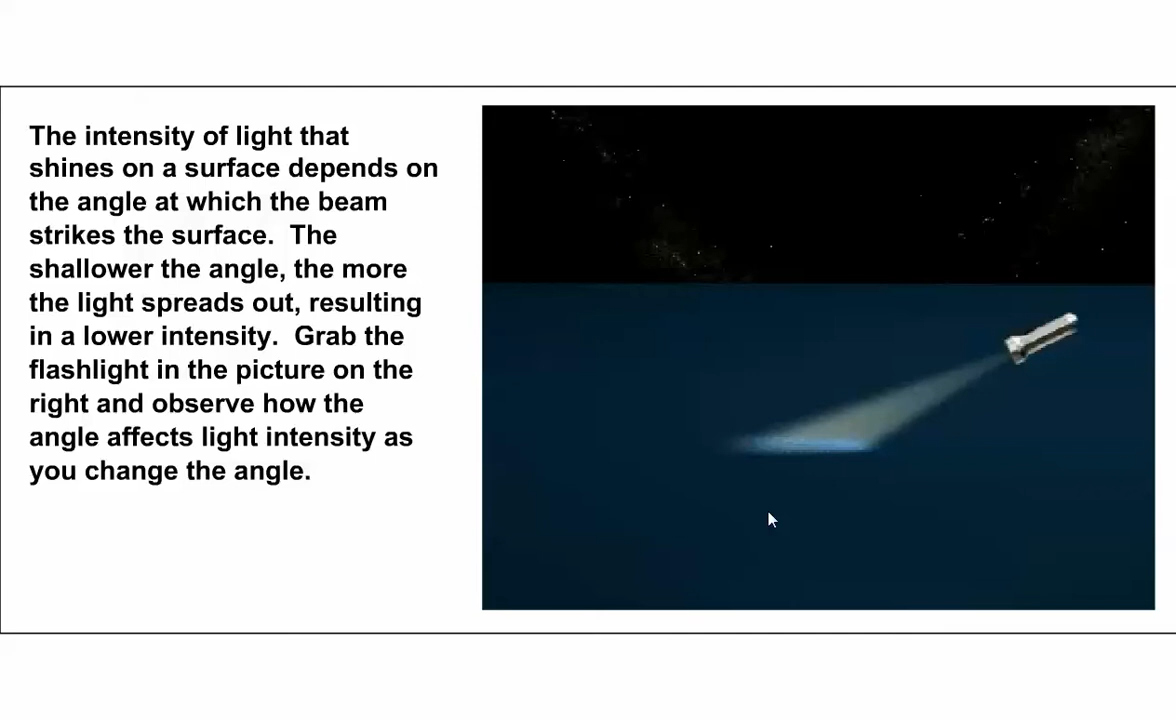 The intensity of light that
shines on a surface depends on
the angle at which the beam
strikes the surface.  The
shallower the angle, the more
the light spreads out, resulting
in a lower intensity.  Grab the
flashlight in the picture on the
right and observe how the
angle affects light intensity as
you change the angle.